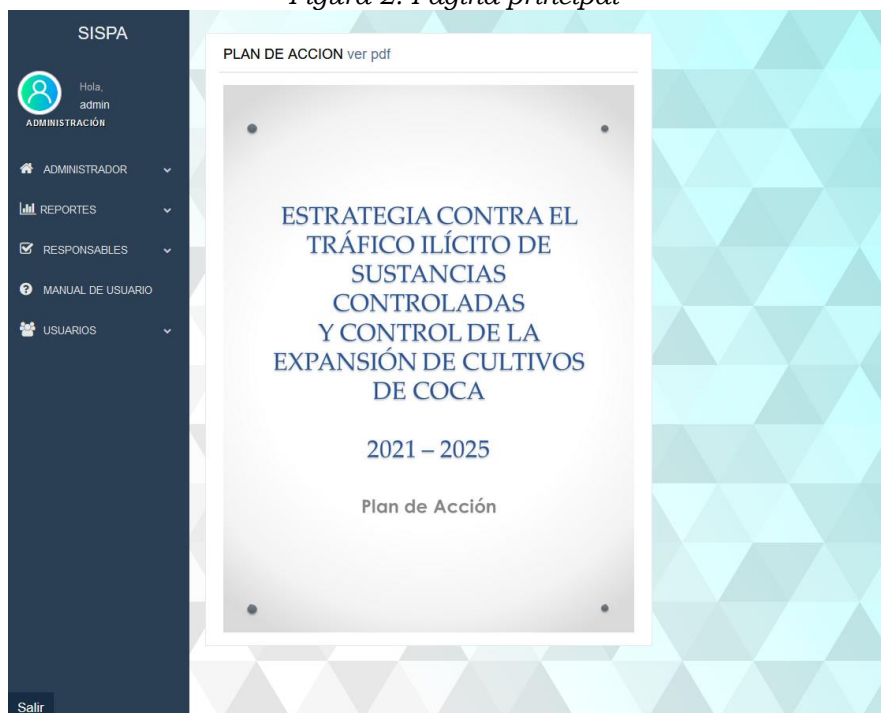 Figura 2. Página principal
SISPA
Hola,
admin
ADMINISTRACIÓN
ADMINISTRADOR
REPORTES
RESPONSABLES
MANUAL DE USUARIO
USUARIOS
Salir
PLAN DE ACCION ver pdf
ESTRATEGIA CONTRA EL
TRÁFICO ILÍCITO DE
SUSTANCIAS
CONTROLADAS
Y CONTROL DE LA
EXPANSIÓN DE CULTIVOS
DE COCA
2021 – 2025
Plan de Acción